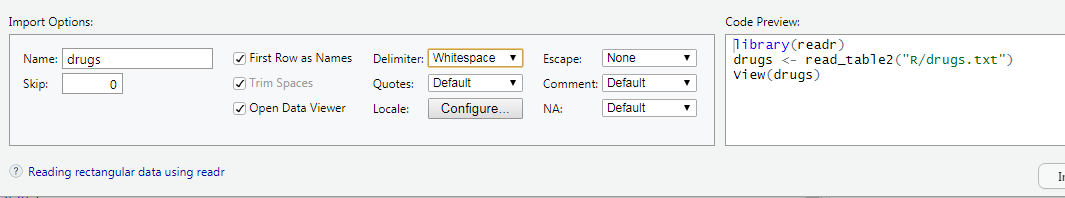 Import Options:
Code Preview:
Name: drugs
First Row as Names
Delimiter: Whitespace
Escape: None
Skip: 0
Trim Spaces
Quotes: Default
Comment: Default
Open Data Viewer
Locale: Configure...
NA: Default
library(readr)
drugs <- read_table2("R/drugs.txt")
View(drugs)
? Reading rectangular data using readr